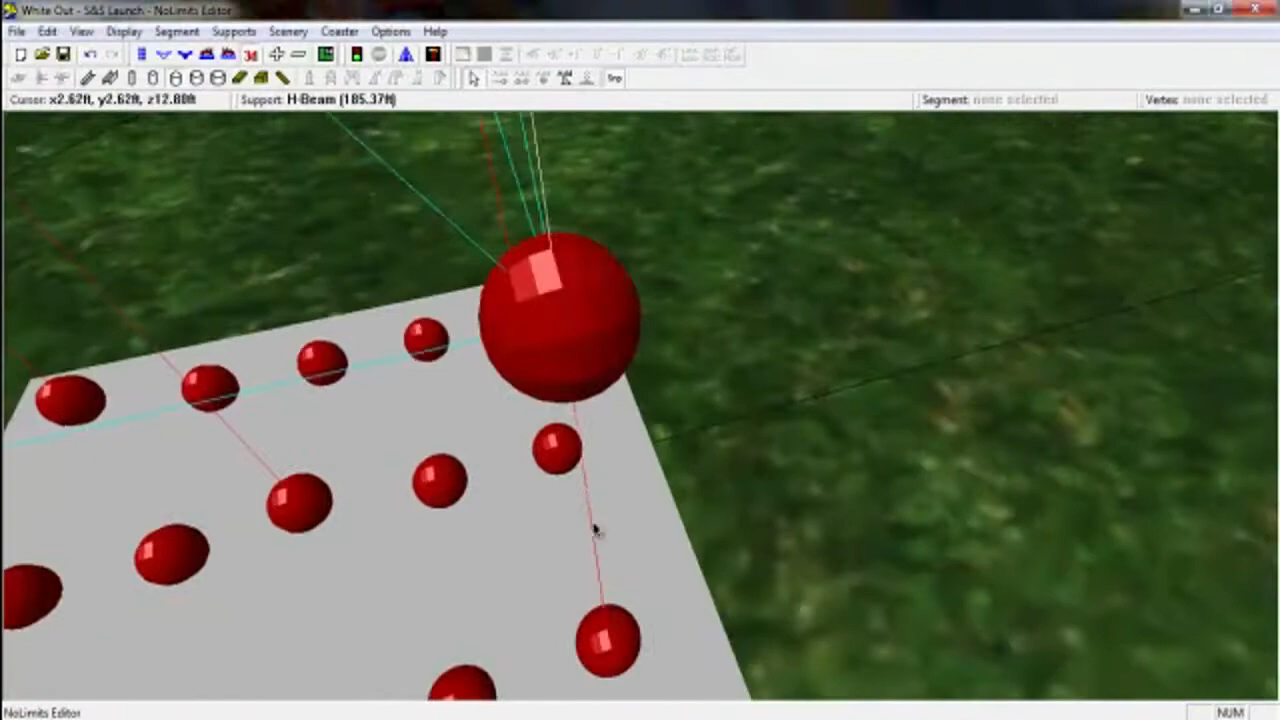 White Out - S&S Launch - NoLimits Editor
File Edit View Display Segment Supports Scenery Coaster Options Help
Cursor: x2.62ft, y2.62ft, z12.80ft Support: H-Beam (185.37ft) Segment: none selected Vertex: none selected
NoLimits Editor NUM